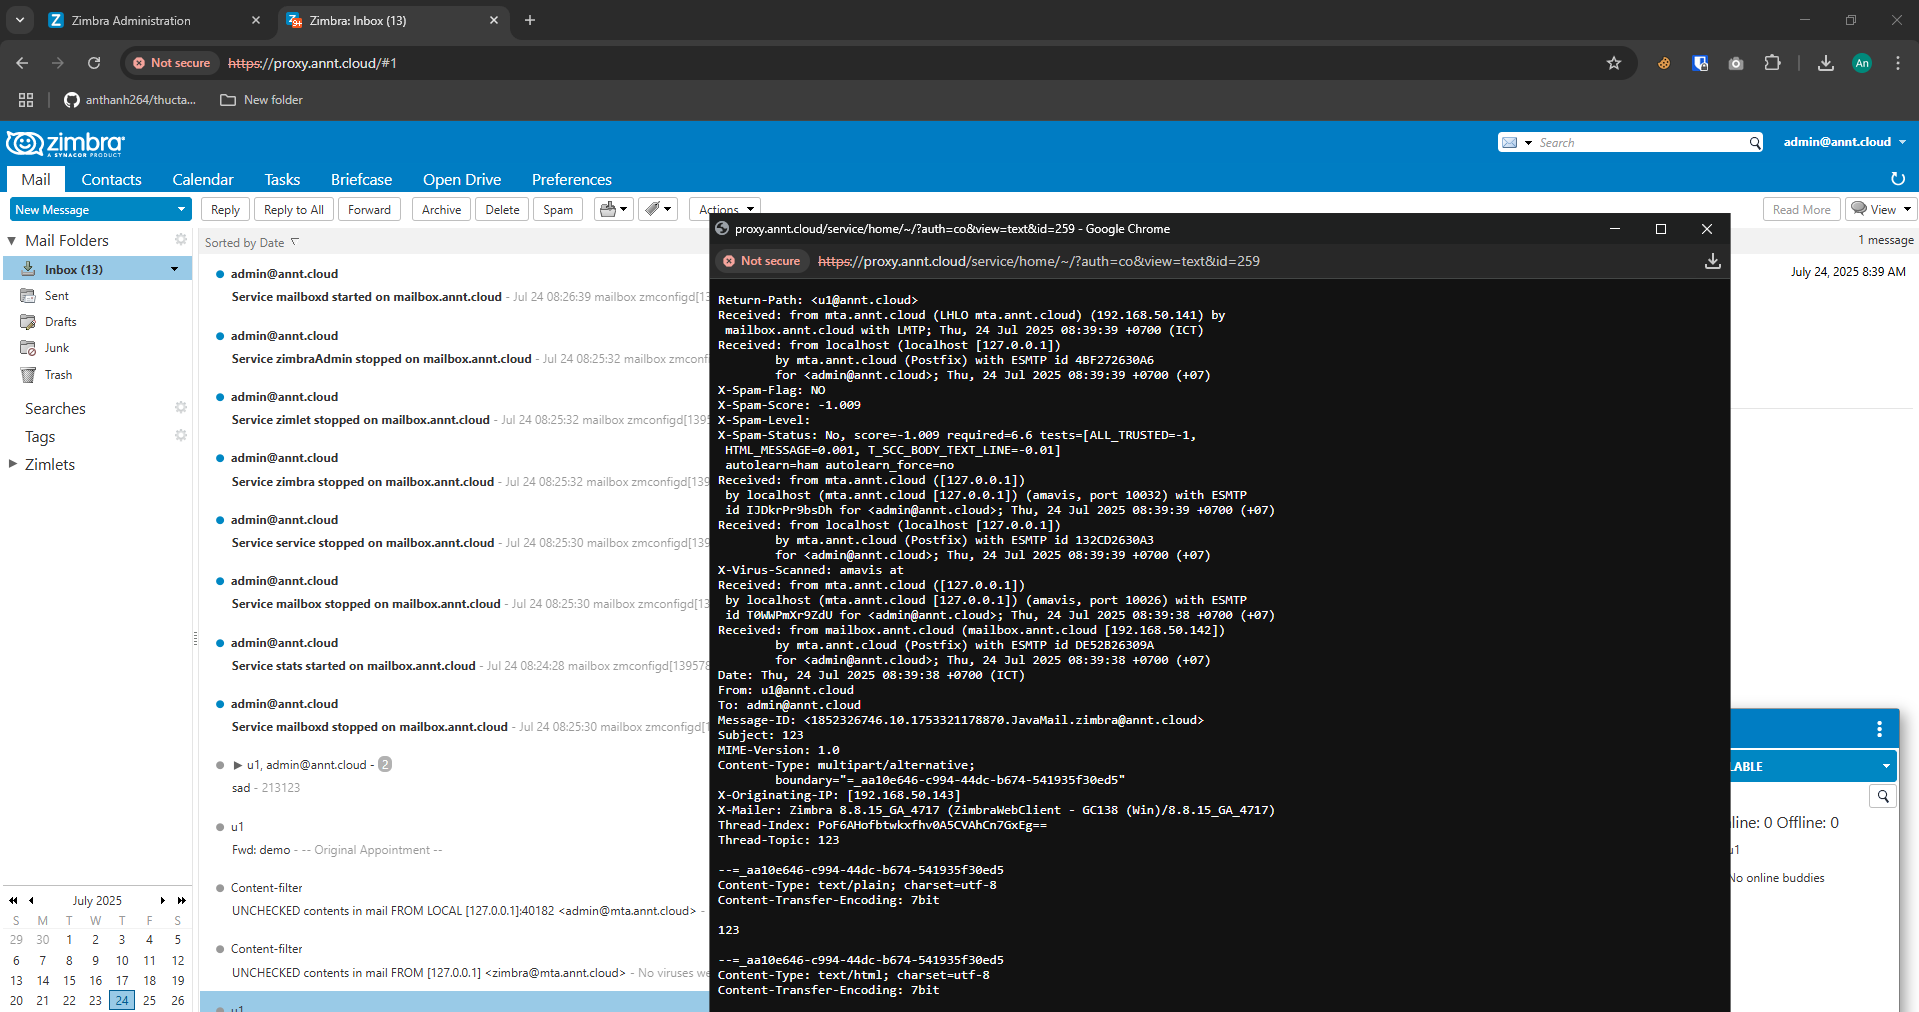 Zimbra Administration
Zimbra: Inbox (13)
Not secure https://proxy.annt.cloud/#1
An
anthanh264/thucta...
New folder
zimbra
A SYNACOR PRODUCT
Search
admin@annt.cloud
Mail Contacts Calendar Tasks Briefcase Open Drive Preferences
New Message
Reply Reply to All Forward Archive Delete Spam Actions Read More View
Mail Folders
Inbox (13)
Sent
Drafts
Junk
Trash
Searches
Tags
Zimlets
July 2025
S M T W T F S
29 30 1 2 3 4 5
6 7 8 9 10 11 12
13 14 15 16 17 18 19
20 21 22 23 24 25 26
Sorted by Date
admin@annt.cloud
Service mailboxd started on mailbox.annt.cloud - Jul 24 08:26:39 mailbox zmconfigd[13
admin@annt.cloud
Service zimbraAdmin stopped on mailbox.annt.cloud - Jul 24 08:25:32 mailbox zmconf
admin@annt.cloud
Service zimlet stopped on mailbox.annt.cloud - Jul 24 08:25:32 mailbox zmconfigd[1395
admin@annt.cloud
Service zimbra stopped on mailbox.annt.cloud - Jul 24 08:25:32 mailbox zmconfigd[139
admin@annt.cloud
Service service stopped on mailbox.annt.cloud - Jul 24 08:25:30 mailbox zmconfigd[139
admin@annt.cloud
Service mailbox stopped on mailbox.annt.cloud - Jul 24 08:25:30 mailbox zmconfigd[13
admin@annt.cloud
Service stats started on mailbox.annt.cloud - Jul 24 08:24:28 mailbox zmconfigd[139578
admin@annt.cloud
Service mailboxd stopped on mailbox.annt.cloud - Jul 24 08:25:30 mailbox zmconfigd[1
u1, admin@annt.cloud - 2
sad - 213123
u1
Fwd: demo - -- Original Appointment --
Content-filter
UNCHECKED contents in mail FROM LOCAL [127.0.0.1]:40182 <admin@mta.annt.cloud> -
Content-filter
UNCHECKED contents in mail FROM [127.0.0.1] <zimbra@mta.annt.cloud> - No viruses we
u1
proxy.annt.cloud/service/home/~/?auth=co&view=text&id=259 - Google Chrome
Not secure https://proxy.annt.cloud/service/home/~/?auth=co&view=text&id=259
Return-Path: <u1@annt.cloud>
Received: from mta.annt.cloud (LHLO mta.annt.cloud) (192.168.50.141) by
mailbox.annt.cloud with LMTP; Thu, 24 Jul 2025 08:39:39 +0700 (ICT)
Received: from localhost (localhost [127.0.0.1])
by mta.annt.cloud (Postfix) with ESMTP id 4BF272630A6
for <admin@annt.cloud>; Thu, 24 Jul 2025 08:39:39 +0700 (+07)
X-Spam-Flag: NO
X-Spam-Score: -1.009
X-Spam-Level:
X-Spam-Status: No, score=-1.009 required=6.6 tests=[ALL_TRUSTED=-1,
HTML_MESSAGE=0.001, T_SCC_BODY_TEXT_LINE=-0.01]
autolearn=ham autolearn_force=no
Received: from mta.annt.cloud ([127.0.0.1])
by localhost (mta.annt.cloud [127.0.0.1]) (amavis, port 10032) with ESMTP
id IJDkrPr9bsDh for <admin@annt.cloud>; Thu, 24 Jul 2025 08:39:39 +0700 (+07)
Received: from localhost (localhost [127.0.0.1])
by mta.annt.cloud (Postfix) with ESMTP id 132CD2630A3
for <admin@annt.cloud>; Thu, 24 Jul 2025 08:39:39 +0700 (+07)
X-Virus-Scanned: amavis at
Received: from mta.annt.cloud ([127.0.0.1])
by localhost (mta.annt.cloud [127.0.0.1]) (amavis, port 10026) with ESMTP
id T0WWPmXr9ZdU for <admin@annt.cloud>; Thu, 24 Jul 2025 08:39:38 +0700 (+07)
Received: from mailbox.annt.cloud (mailbox.annt.cloud [192.168.50.142])
by mta.annt.cloud (Postfix) with ESMTP id DE52B26309A
for <admin@annt.cloud>; Thu, 24 Jul 2025 08:39:38 +0700 (+07)
Date: Thu, 24 Jul 2025 08:39:38 +0700 (ICT)
From: u1@annt.cloud
To: admin@annt.cloud
Message-ID: <1852326746.10.1753321178870.JavaMail.zimbra@annt.cloud>
Subject: 123
MIME-Version: 1.0
Content-Type: multipart/alternative;
boundary="=_aa10e646-c994-44dc-b674-541935f30ed5"
X-Originating-IP: [192.168.50.143]
X-Mailer: Zimbra 8.8.15_GA_4717 (ZimbraWebClient - GC138 (Win)/8.8.15_GA_4717)
Thread-Index: PoF6AHofbtwkxfhv0A5CVAhCn7GxEg==
Thread-Topic: 123
--=_aa10e646-c994-44dc-b674-541935f30ed5
Content-Type: text/plain; charset=utf-8
Content-Transfer-Encoding: 7bit
123
--=_aa10e646-c994-44dc-b674-541935f30ed5
Content-Type: text/html; charset=utf-8
Content-Transfer-Encoding: 7bit
1 message
July 24, 2025 8:39 AM
LABLE
line: 0 Offline: 0
u1
No online buddies